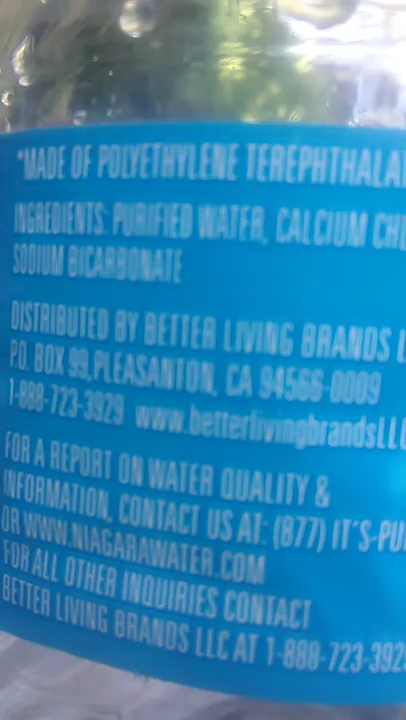 *MADE OF POLYETHYLENE TEREPHTHALA
INGREDIENTS: PURIFIED WATER, CALCIUM CH
SODIUM BICARBONATE
DISTRIBUTED BY BETTER LIVING BRANDS L
P.O. BOX 99, PLEASANTON, CA 94566-0009
1-888-723-3929 www.betterlivingbrandsLLC
FOR A REPORT ON WATER QUALITY &
INFORMATION, CONTACT US AT: (877) IT'S-PU
OR WWW.NIAGARAWATER.COM
FOR ALL OTHER INQUIRIES CONTACT
BETTER LIVING BRANDS LLC AT 1-888-723-392